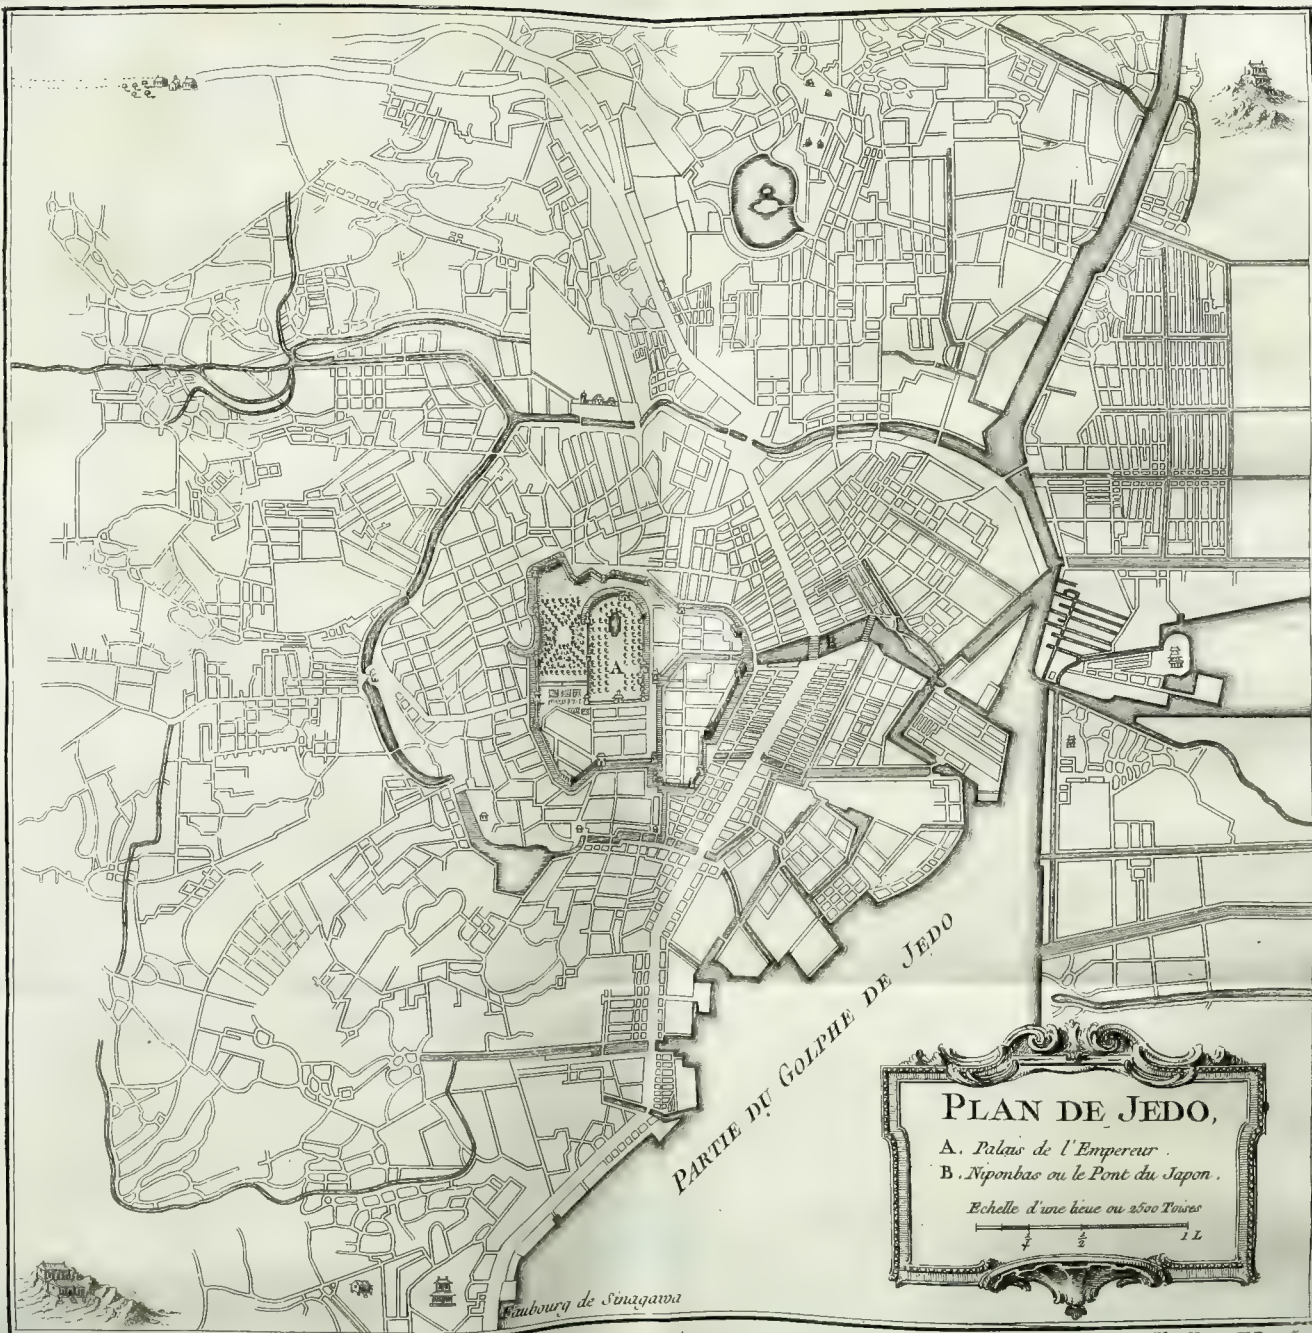 PARTIE DU GOLPHE DE JEDO
PLAN DE JEDO,
A. Palais de l'Empereur.
B. Niponbas ou le Pont du Japon.
Echelle d'une lieue ou 2500 Toises
1/4 1/2 1 L
Faubourg de Sinagawa
A
B